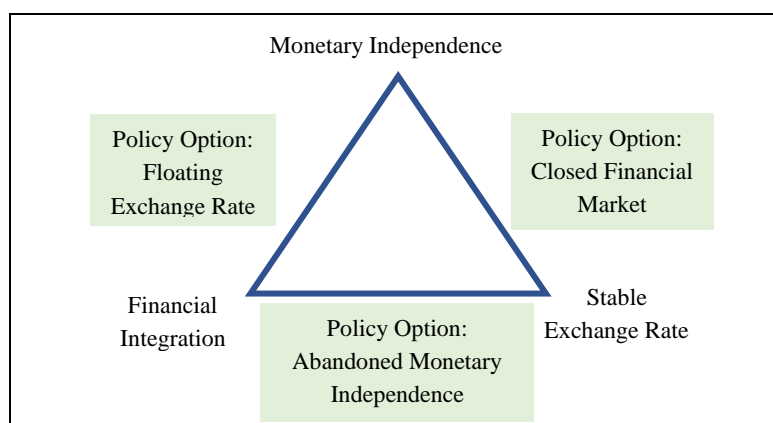 Monetary Independence
Policy Option:
Floating
Exchange Rate
Policy Option:
Closed Financial
Market
Financial
Integration
Stable
Exchange Rate
Policy Option:
Abandoned Monetary
Independence